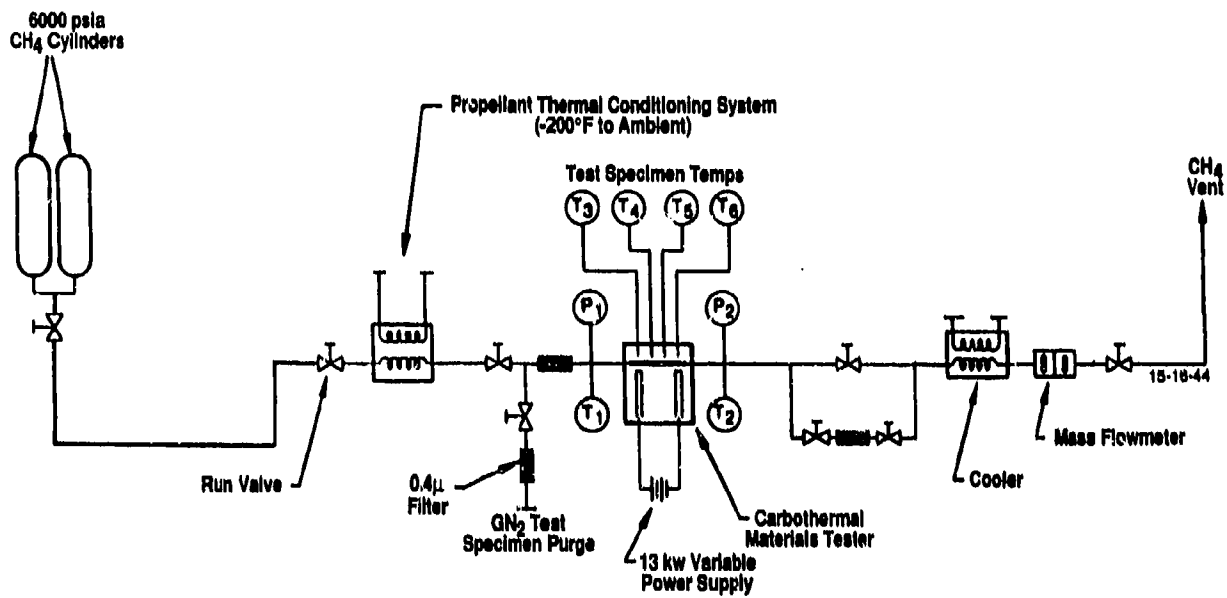 6000 psia
CH4 Cylinders
Propellant Thermal Conditioning System
(-200°F to Ambient)
Test Specimen Temps
T3
T4
T5
T6
CH4
Vent
P1
P2
T1
T2
15-16-44
Run Valve
0.4μ
Filter
GN2 Test
Specimen Purge
13 kw Variable
Power Supply
Carbothermal
Materials Tester
Cooler
Mass Flowmeter